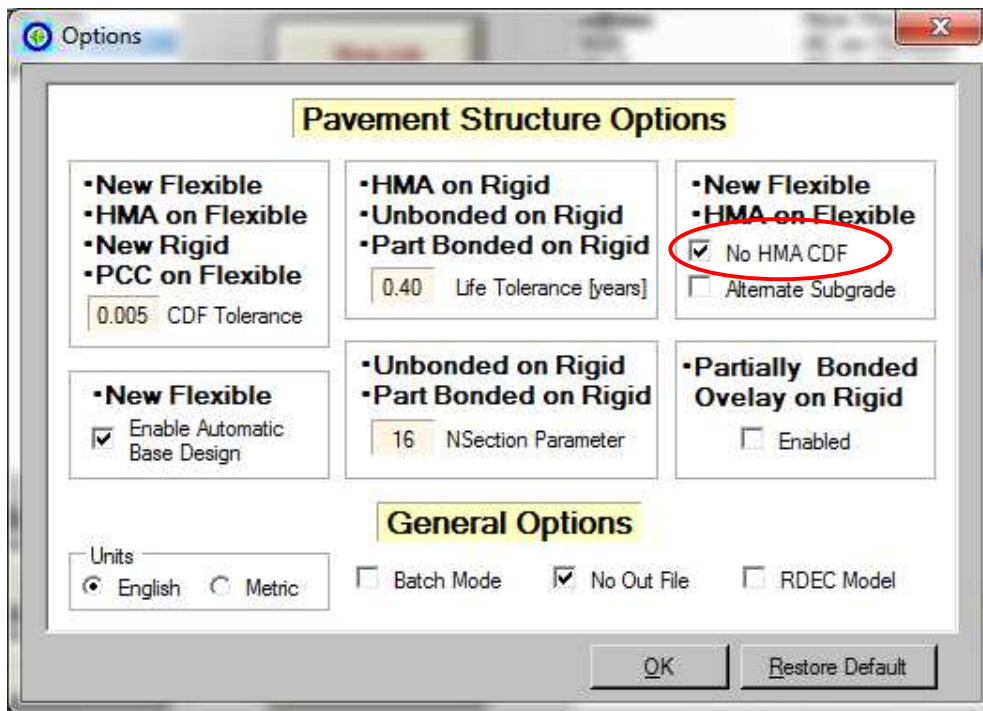 Options
Pavement Structure Options
•New Flexible
•HMA on Flexible
•New Rigid
•PCC on Flexible
0.005 CDF Tolerance
•HMA on Rigid
•Unbonded on Rigid
•Part Bonded on Rigid
0.40 Life Tolerance [years]
•New Flexible
•HMA on Flexible
No HMA CDF
Alternate Subgrade
•New Flexible
Enable Automatic
Base Design
•Unbonded on Rigid
•Part Bonded on Rigid
16 NSection Parameter
•Partially Bonded
Ovelay on Rigid
Enabled
General Options
Units
English Metric
Batch Mode No Out File RDEC Model
OK Restore Default